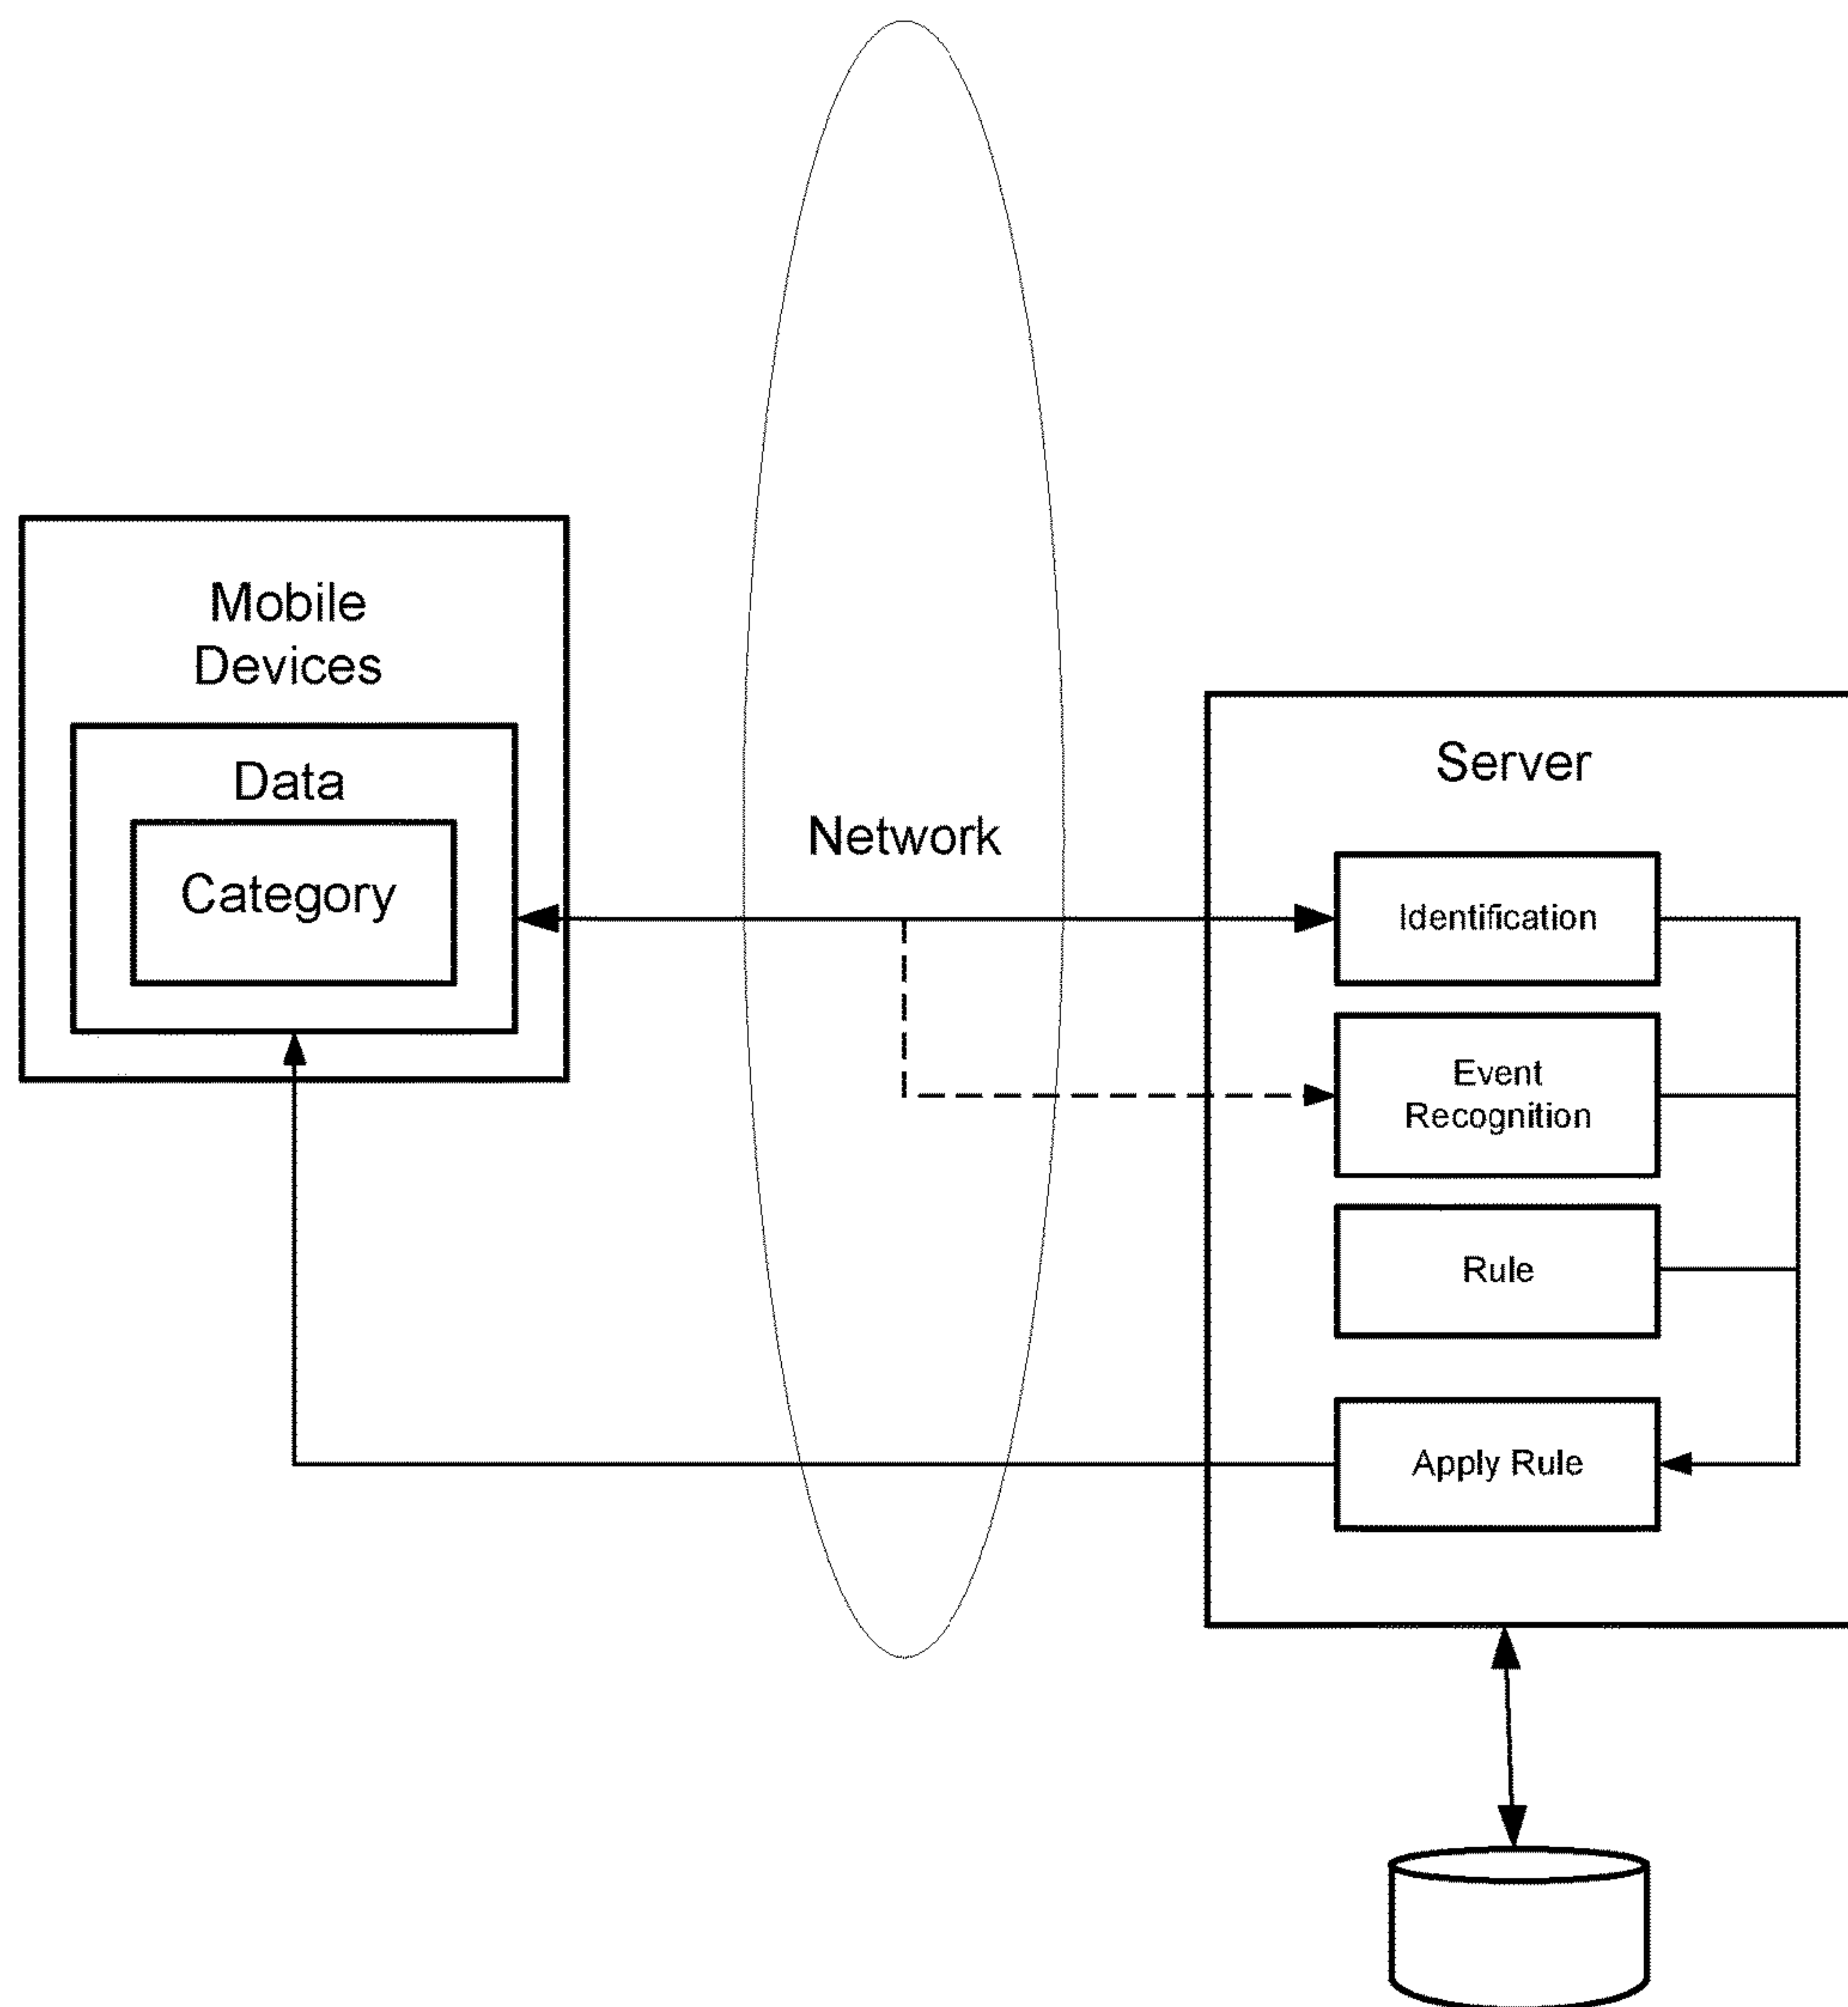 Mobile
Devices
Data
Category
Network
Server
Identification
Event
Recognition
Rule
Apply Rule